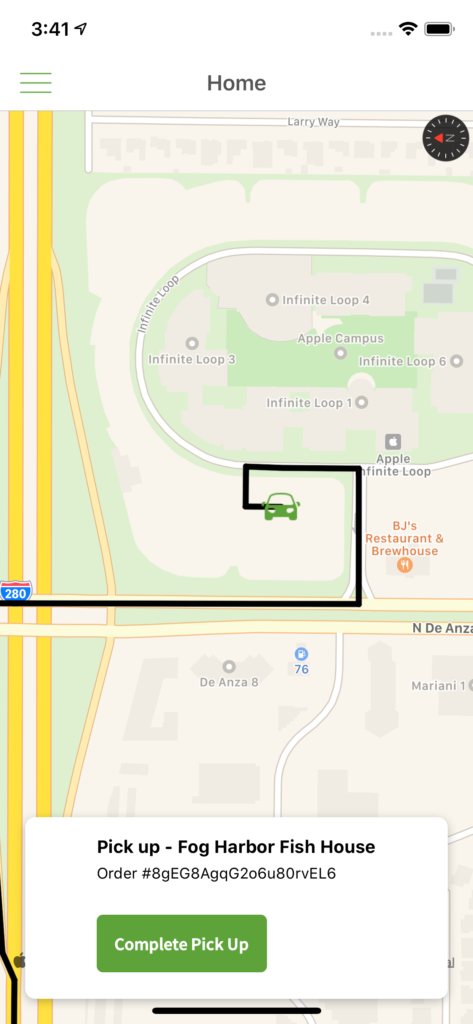 3:41
Home
Larry Way
N
Infinite Loop
Infinite Loop 4
Apple Campus
Infinite Loop 3
Infinite Loop 6
Infinite Loop 1
Apple
nfinite Loop
BJ's
Restaurant &
Brewhouse
280
N De Anza
De Anza 8
76
Mariani 1
Pick up - Fog Harbor Fish House
Order #8gEG8AgqG2o6u80rvEL6
Complete Pick Up
al